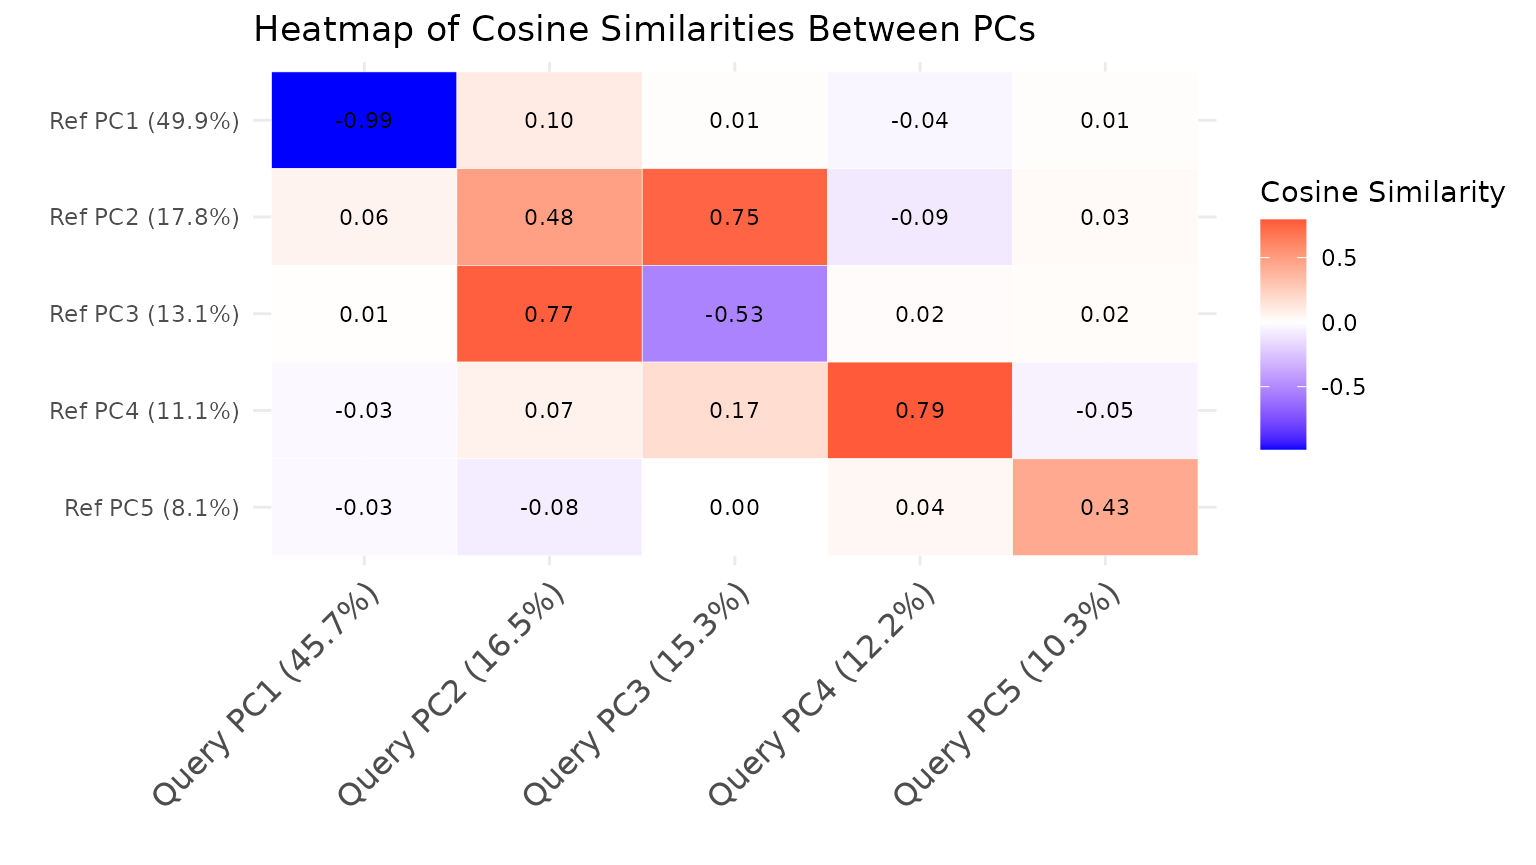 Heatmap of Cosine Similarities Between PCs
Ref PC1 (49.9%) -0.99 0.10 0.01 -0.04 0.01
Ref PC2 (17.8%) 0.06 0.48 0.75 -0.09 0.03
Ref PC3 (13.1%) 0.01 0.77 -0.53 0.02 0.02
Ref PC4 (11.1%) -0.03 0.07 0.17 0.79 -0.05
Ref PC5 (8.1%) -0.03 -0.08 0.00 0.04 0.43
Query PC1 (45.7%)
Query PC2 (16.5%)
Query PC3 (15.3%)
Query PC4 (12.2%)
Query PC5 (10.3%)
Cosine Similarity
0.5
0.0
-0.5